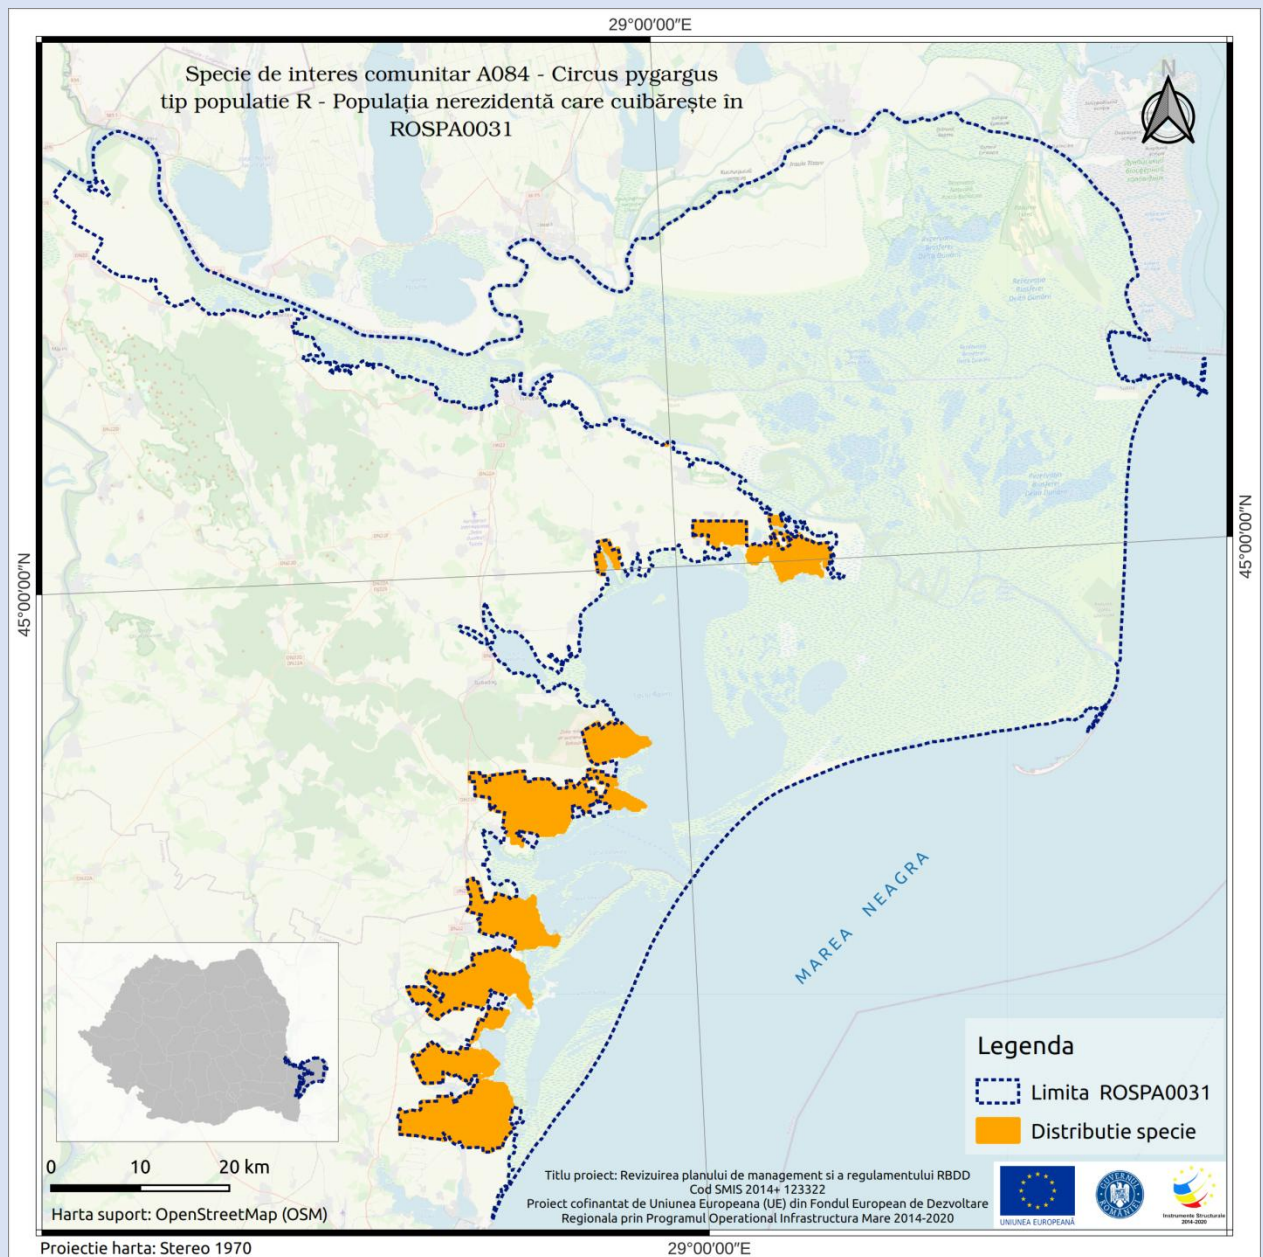 29°00′00″E
Specie de interes comunitar A084 - Circus pygargus
tip populatie R - Populația nerezidentă care cuibărește în
ROSPA0031
N
45°00′00″N
45°00′00″N
MAREA NEAGRA
Legenda
Limita ROSPA0031
Distributie specie
0 10 20 km
Harta suport: OpenStreetMap (OSM)
Titlu proiect: Revizuirea planului de management si a regulamentului RBDD
Cod SMIS 2014+ 123322
Proiect cofinantat de Uniunea Europeana (UE) din Fondul European de Dezvoltare
Regionala prin Programul Operational Infrastructura Mare 2014-2020
UNIUNEA EUROPEANĂ
GUVERNUL ROMÂNIEI
Instrumente Structurale
2014-2020
Proiectie harta: Stereo 1970
29°00′00″E